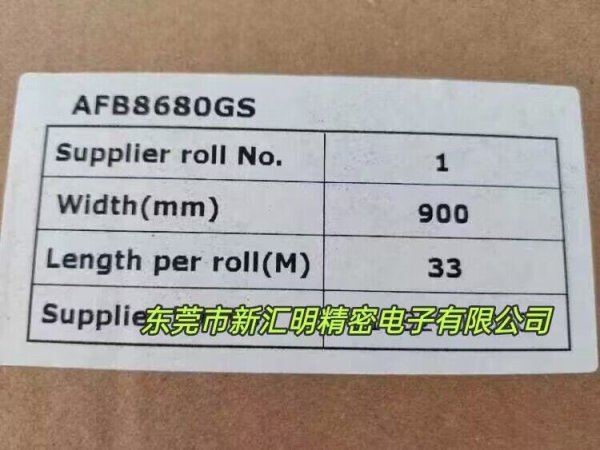 AFB8680GS
Supplier roll No. 1
Width(mm) 900
Length per roll(M) 33
东莞市新汇明精密电子有限公司